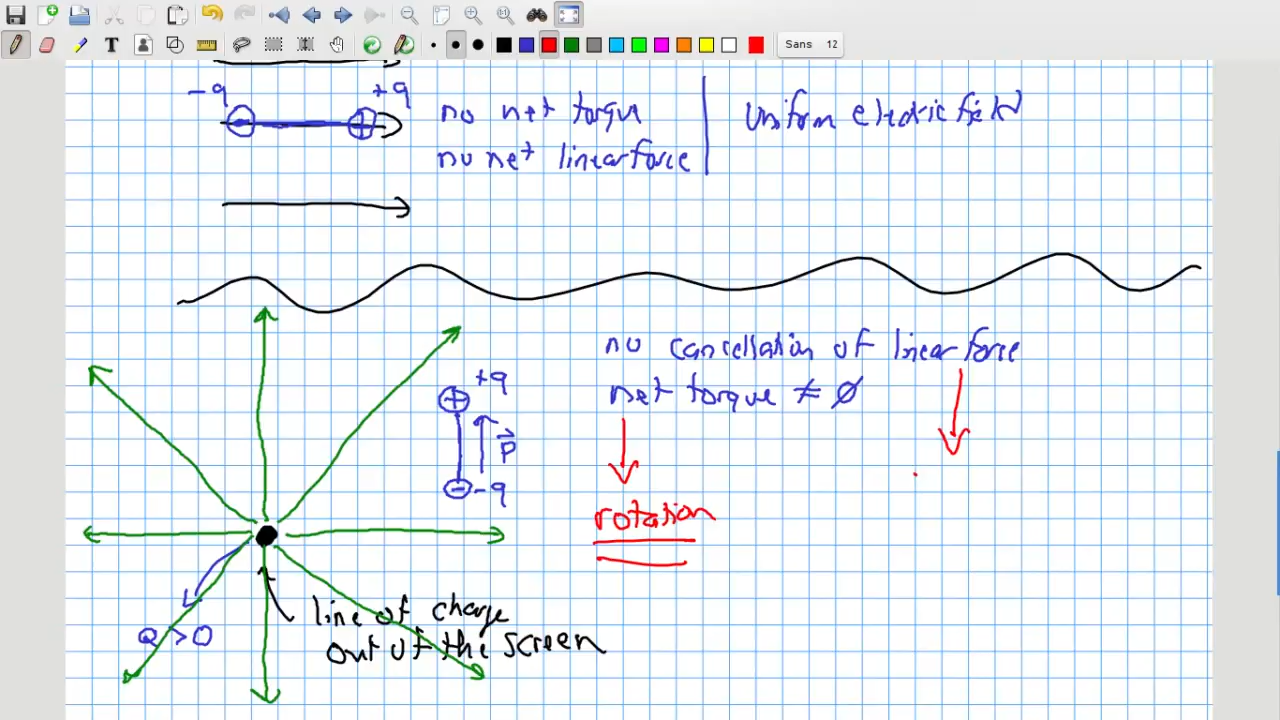 Sans 12
-q +q
no net torque
no net linear force
uniform electric field
no cancellation of linear force
net torque ≠ 0
+q
P
-q
rotation
line of charge
out of the screen
Q > 0